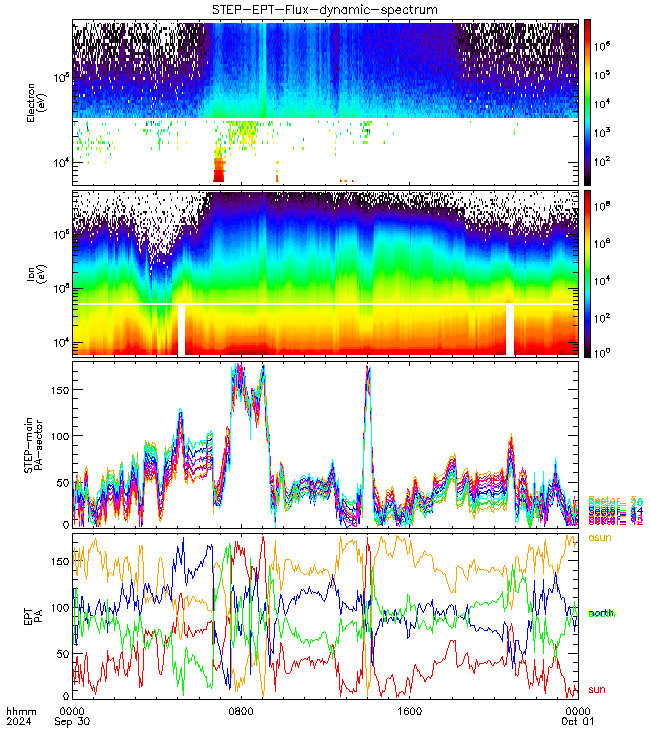 STEP-EPT-Flux-dynamic-spectrum
Electron
(eV)
10⁵
10⁴
10⁶
10⁵
10⁴
10³
10²
Ion
(eV)
10⁶
10⁵
10⁴
10⁸
10⁶
10⁴
10²
10⁰
STEP-main
PA-sector
150
100
50
0
EPT
PA
150
100
50
0
asun
north
sun
hhmm
2024
0000
Sep 30
0800
1600
0000
Oct 01